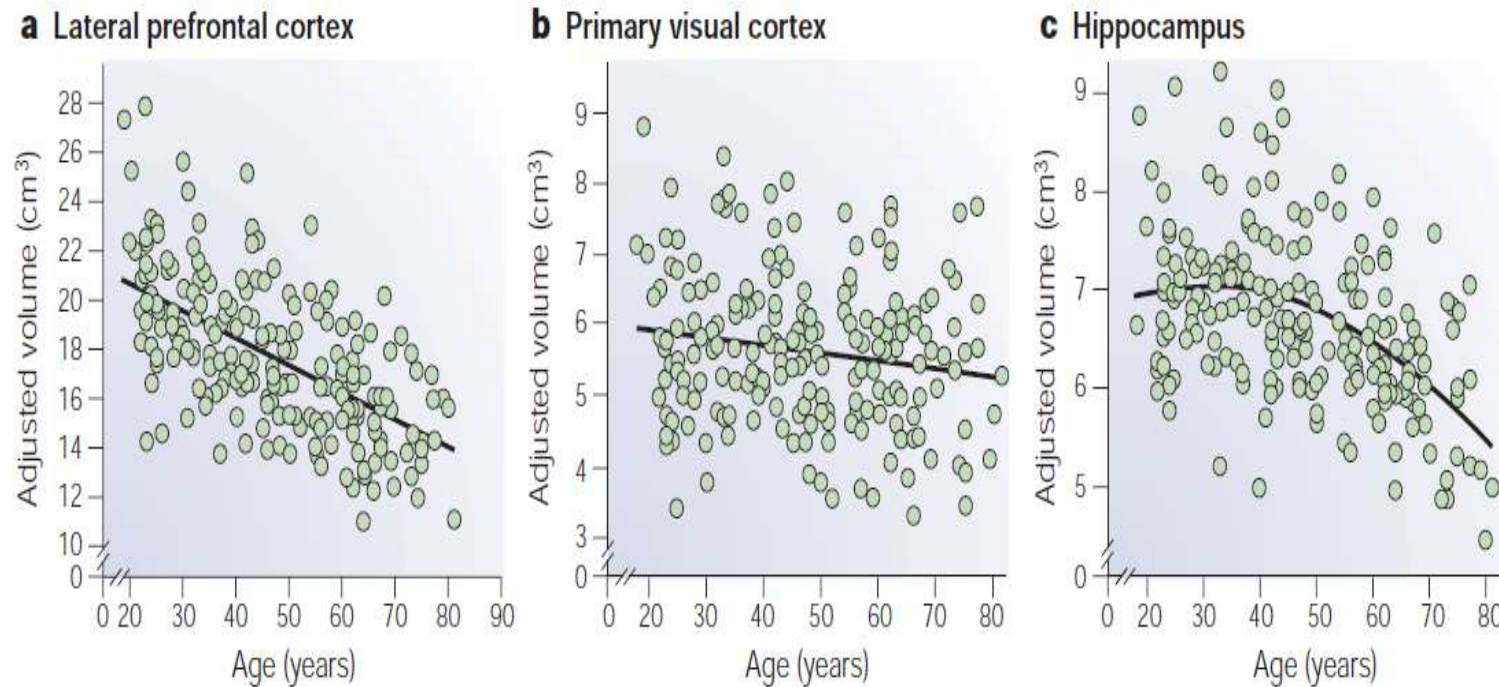 a Lateral prefrontal cortex
Adjusted volume (cm³)
28
26
24
22
20
18
16
14
12
10
0
0 20 30 40 50 60 70 80 90
Age (years)
b Primary visual cortex
Adjusted volume (cm³)
9
8
7
6
5
4
3
0
0 20 30 40 50 60 70 80
Age (years)
c Hippocampus
Adjusted volume (cm³)
9
8
7
6
5
0
0 20 30 40 50 60 70 80
Age (years)